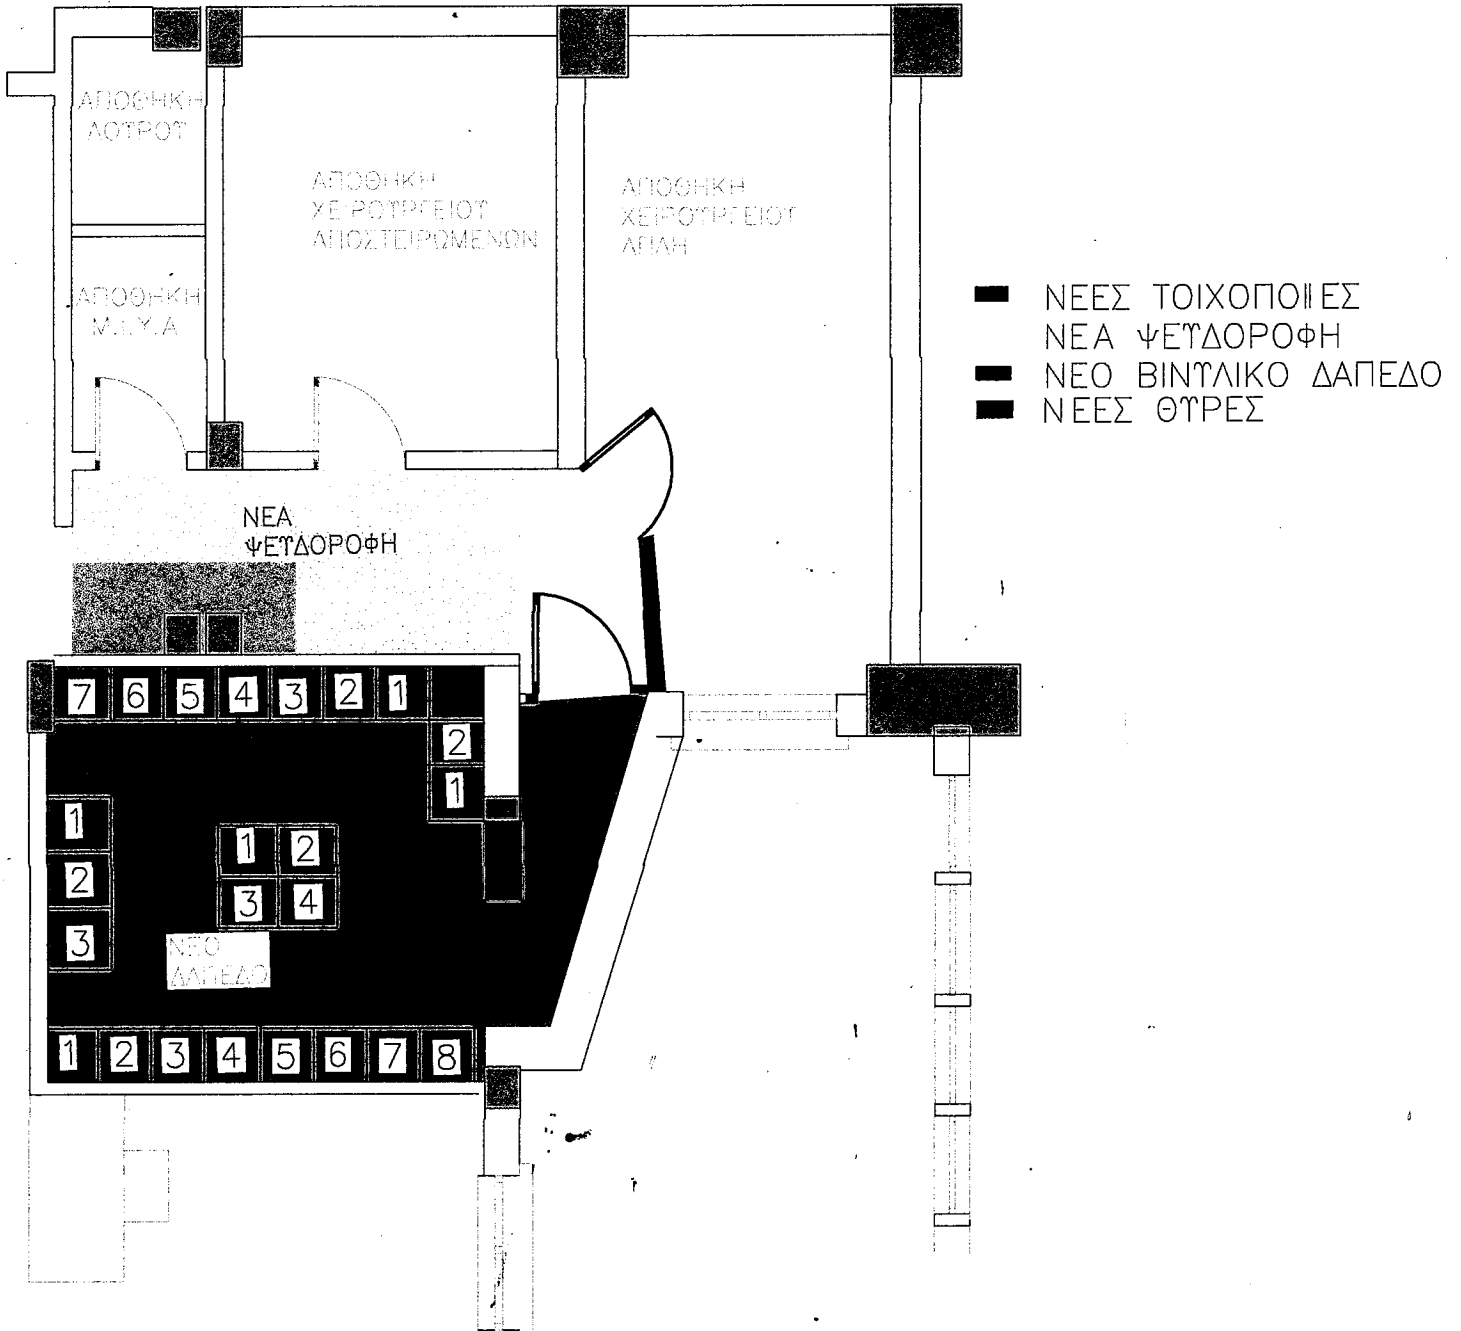 ΑΠΟΘΗΚΗ
ΛΟΥΡΟΥ
ΑΠΟΘΗΚΗ
ΧΕΙΡΟΥΡΓΕΙΟΥ
ΑΠΟΣΤΕΙΡΩΜΕΝΩΝ
ΑΠΟΘΗΚΗ
ΧΕΙΡΟΥΡΓΕΙΟΥ
ΑΠΛΗ
ΑΠΟΘΗΚΗ
Μ.Ι.Υ.Α
ΝΕΕΣ ΤΟΙΧΟΠΟΙΙΕΣ
ΝΕΑ ΨΕΥΔΟΡΟΦΗ
ΝΕΟ ΒΙΝΥΛΙΚΟ ΔΑΠΕΔΟ
ΝΕΕΣ ΘΥΡΕΣ
ΝΕΑ
ΨΕΥΔΟΡΟΦΗ
7 6 5 4 3 2 1
2
1
1
2
3
1 2
3 4
ΝΕΟ
ΔΑΠΕΔΟ
1 2 3 4 5 6 7 8